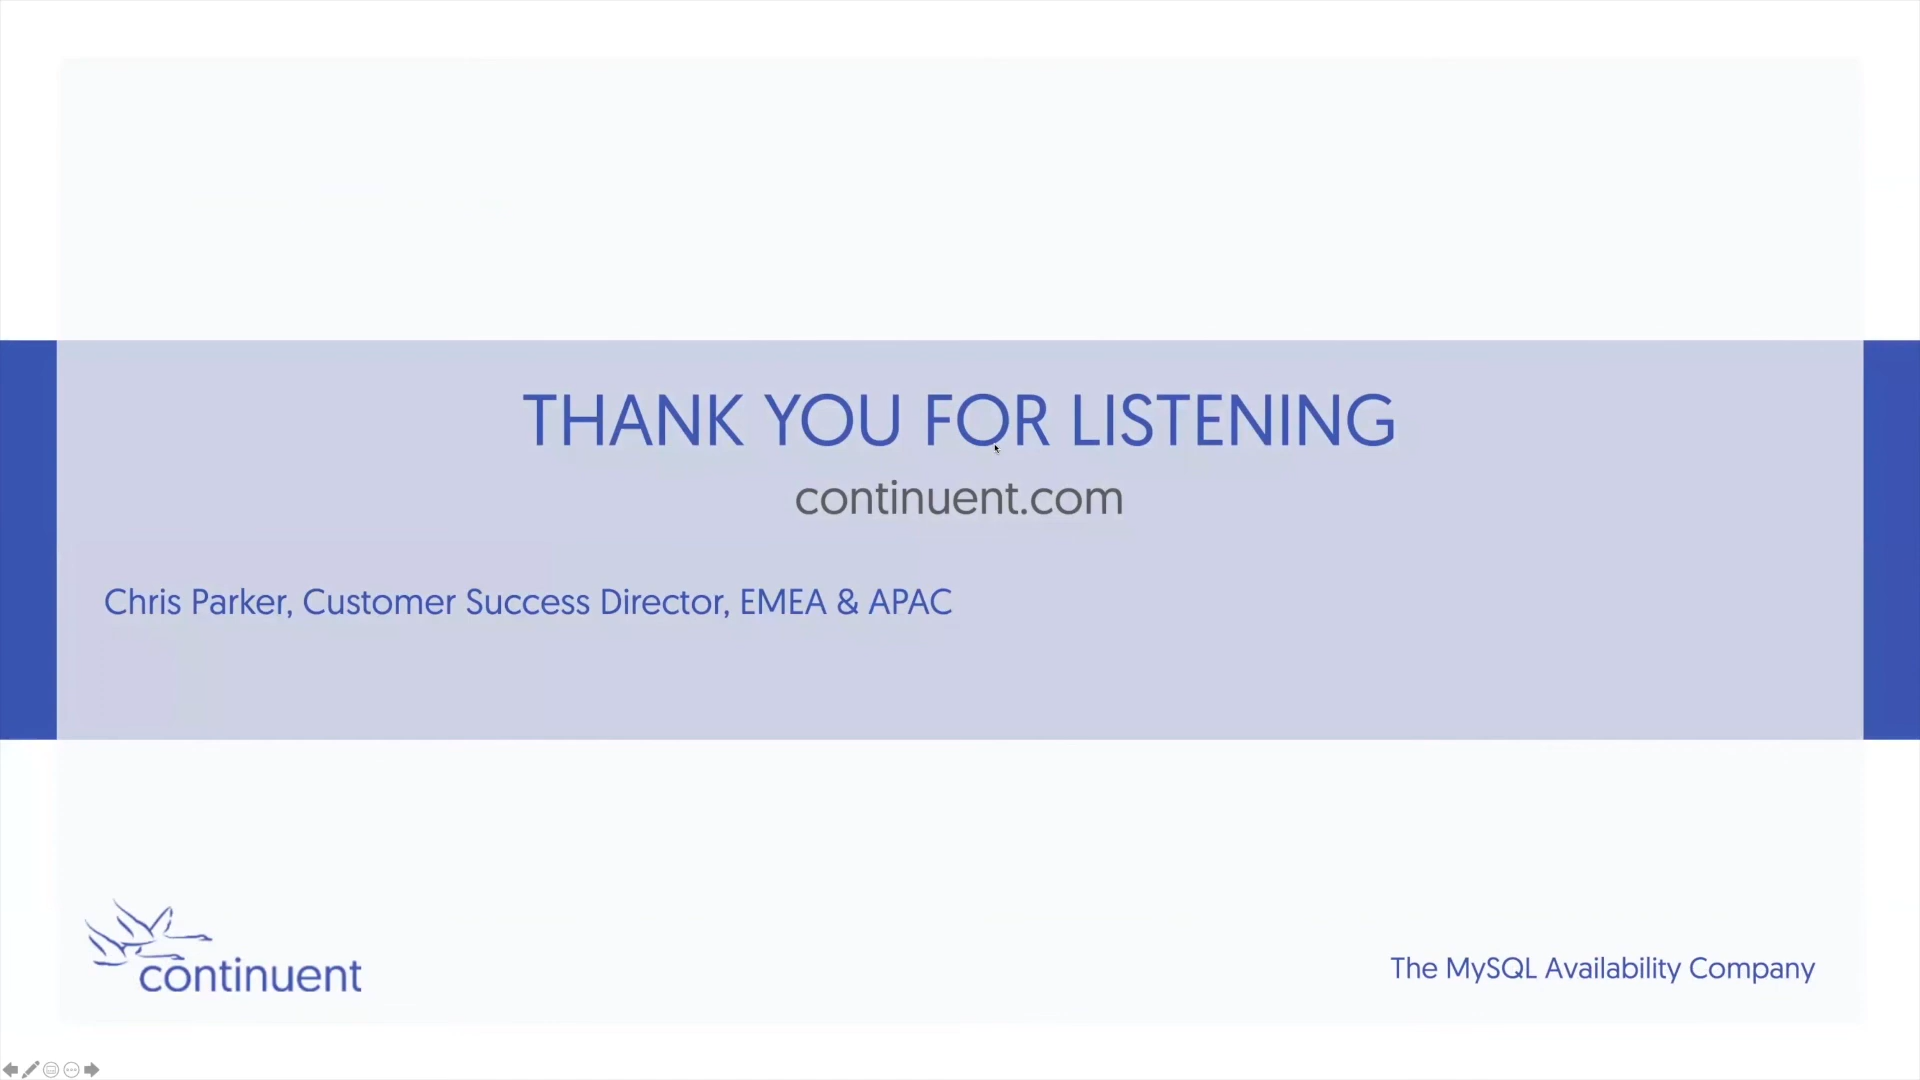 THANK YOU FOR LISTENING
continuent.com
Chris Parker, Customer Success Director, EMEA & APAC
continuent
The MySQL Availability Company